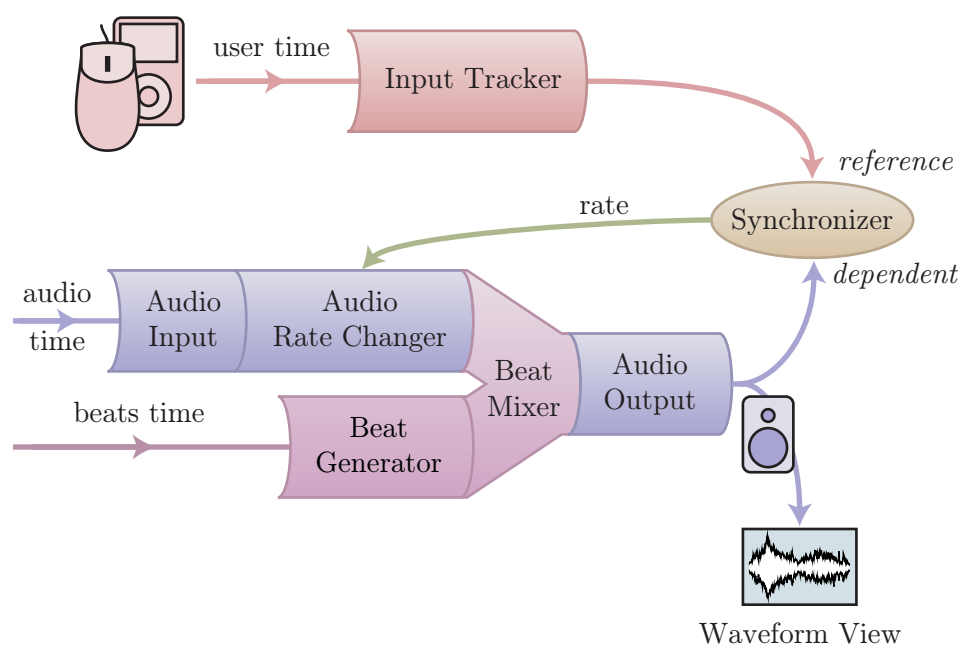 user time
Input Tracker
reference
rate
Synchronizer
dependent
audio
time
Audio
Input
Audio
Rate Changer
Beat
Mixer
Audio
Output
beats time
Beat
Generator
Waveform View